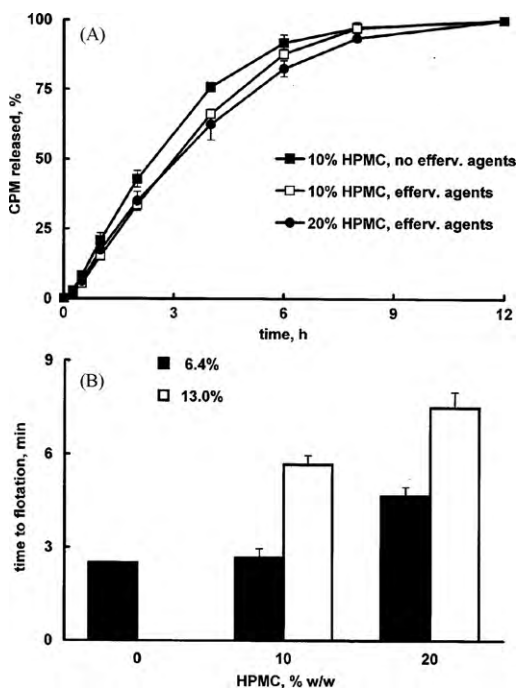 (A)
100
75
50
25
0
CPM released, %
10% HPMC, no efferv. agents
10% HPMC, efferv. agents
20% HPMC, efferv. agents
0 3 6 9 12
time, h
(B)
6.4%
13.0%
9
6
3
0
time to flotation, min
0 10 20
HPMC, % w/w